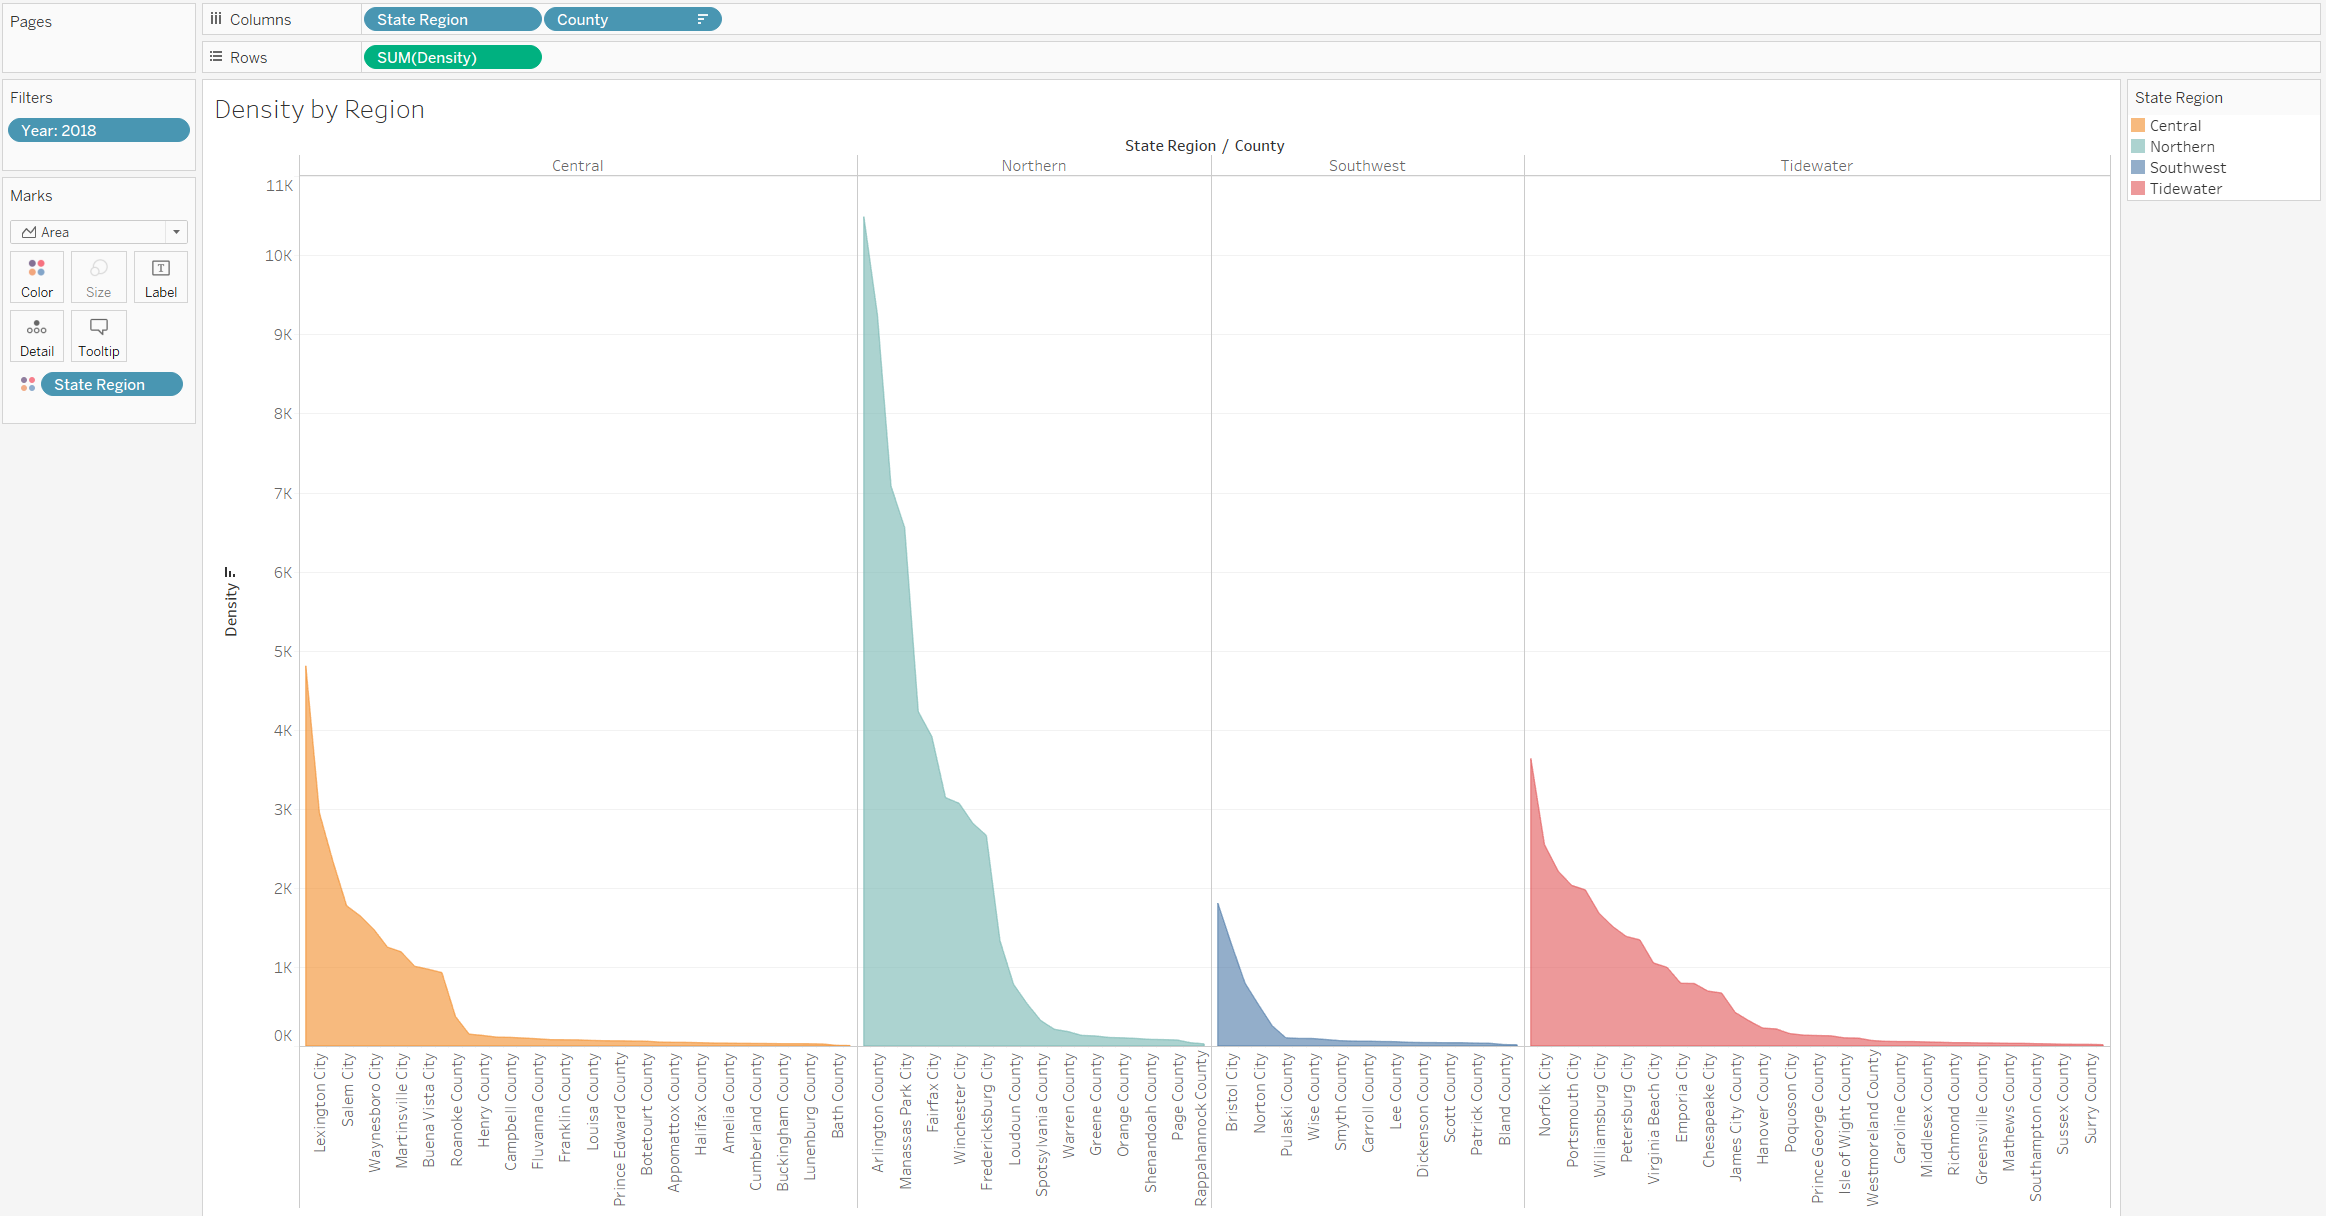 Pages
Columns
State Region
County
Rows
SUM(Density)
Filters
Year: 2018
Marks
Area
Color
Size
Label
Detail
Tooltip
State Region
Density by Region
State Region / County
Central
Northern
Southwest
Tidewater
Density
11K
10K
9K
8K
7K
6K
5K
4K
3K
2K
1K
0K
Lexington City
Salem City
Waynesboro City
Martinsville City
Buena Vista City
Roanoke County
Henry County
Campbell County
Fluvanna County
Franklin County
Louisa County
Prince Edward County
Botetourt County
Appomattox County
Halifax County
Amelia County
Cumberland County
Buckingham County
Lunenburg County
Bath County
Arlington County
Manassas Park City
Fairfax City
Winchester City
Fredericksburg City
Loudoun County
Spotsylvania County
Warren County
Greene County
Orange County
Shenandoah County
Page County
Rappahannock County
Bristol City
Norton City
Pulaski County
Wise County
Smyth County
Carroll County
Lee County
Dickenson County
Scott County
Patrick County
Bland County
Norfolk City
Portsmouth City
Williamsburg City
Petersburg City
Virginia Beach City
Emporia City
Chesapeake City
James City County
Hanover County
Poquoson City
Prince George County
Isle of Wight County
Westmoreland County
Caroline County
Middlesex County
Richmond County
Greensville County
Mathews County
Southampton County
Sussex County
Surry County
State Region
Central
Northern
Southwest
Tidewater